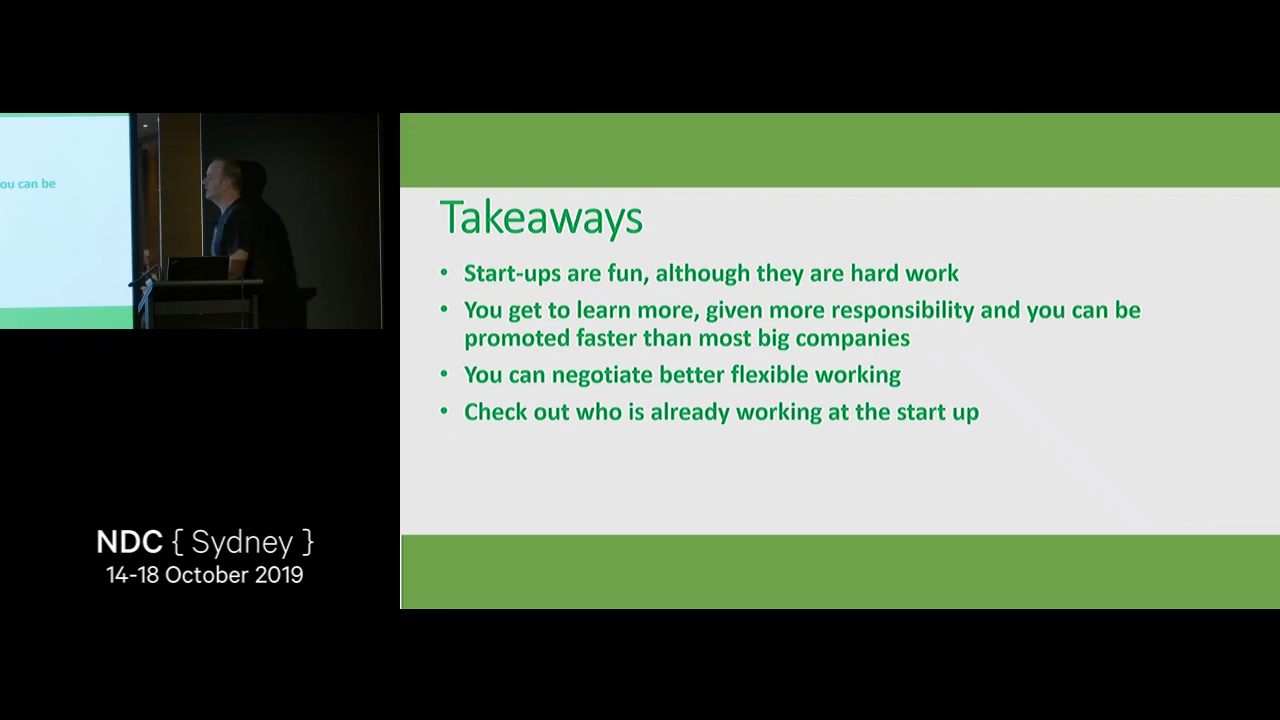 ou can be
Takeaways
• Start-ups are fun, although they are hard work
• You get to learn more, given more responsibility and you can be
promoted faster than most big companies
• You can negotiate better flexible working
• Check out who is already working at the start up
NDC { Sydney }
14-18 October 2019